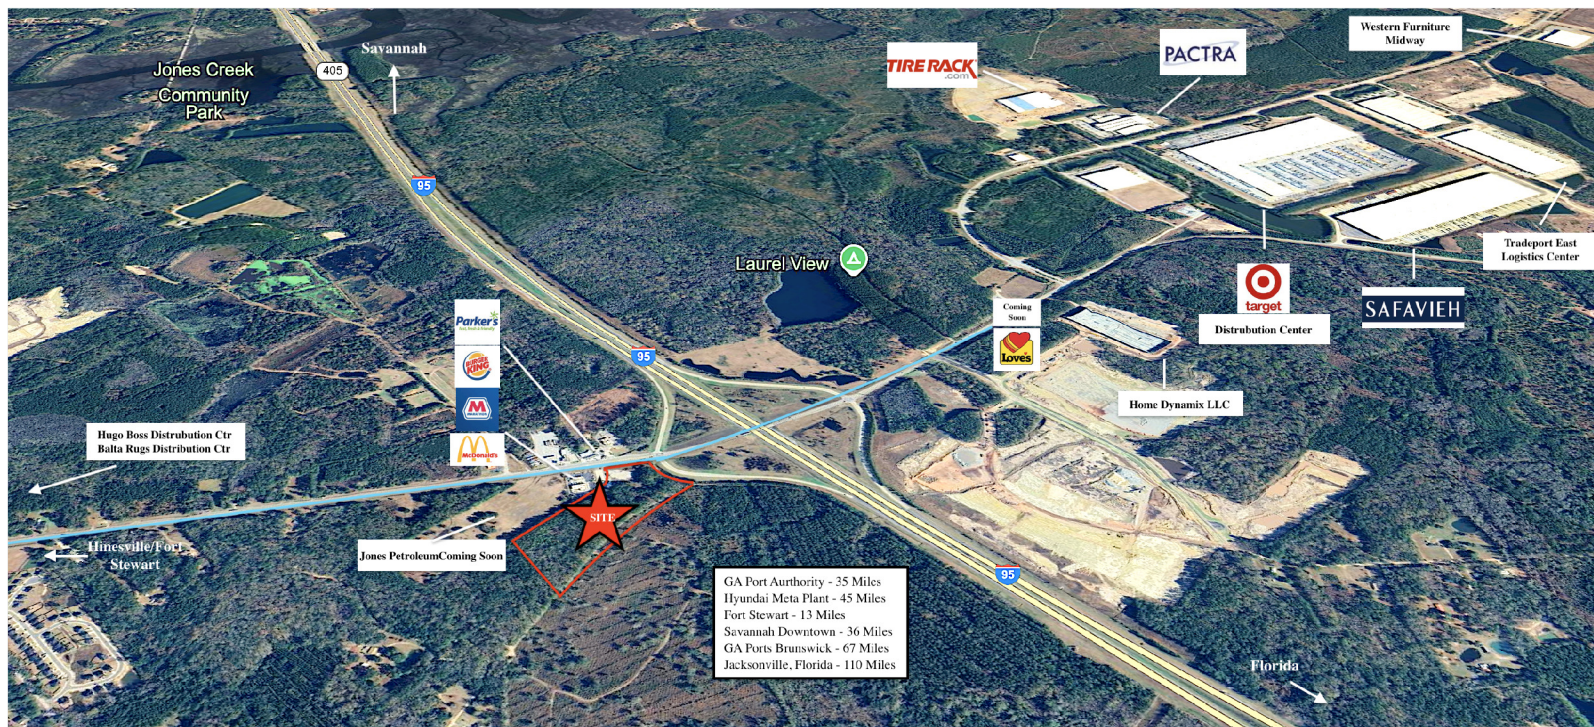 Western Furniture
Midway
Savannah
TIRE RACK
.com
PACTRA
405
Jones Creek
Community
Park
95
Laurel View
Tradeport East
Logistics Center
Coming
Soon
Love's
target
Distrubution Center
SAFAVIEH
Parker's
BURGER
KING
95
M
McDonald's
Home Dynamix LLC
Hugo Boss Distrubution Ctr
Balta Rugs Distribution Ctr
SITE
Hinesville/Fort
Stewart
Jones PetroleumComing Soon
95
GA Port Aurthority - 35 Miles
Hyundai Meta Plant - 45 Miles
Fort Stewart - 13 Miles
Savannah Downtown - 36 Miles
GA Ports Brunswick - 67 Miles
Jacksonville, Florida - 110 Miles
Florida